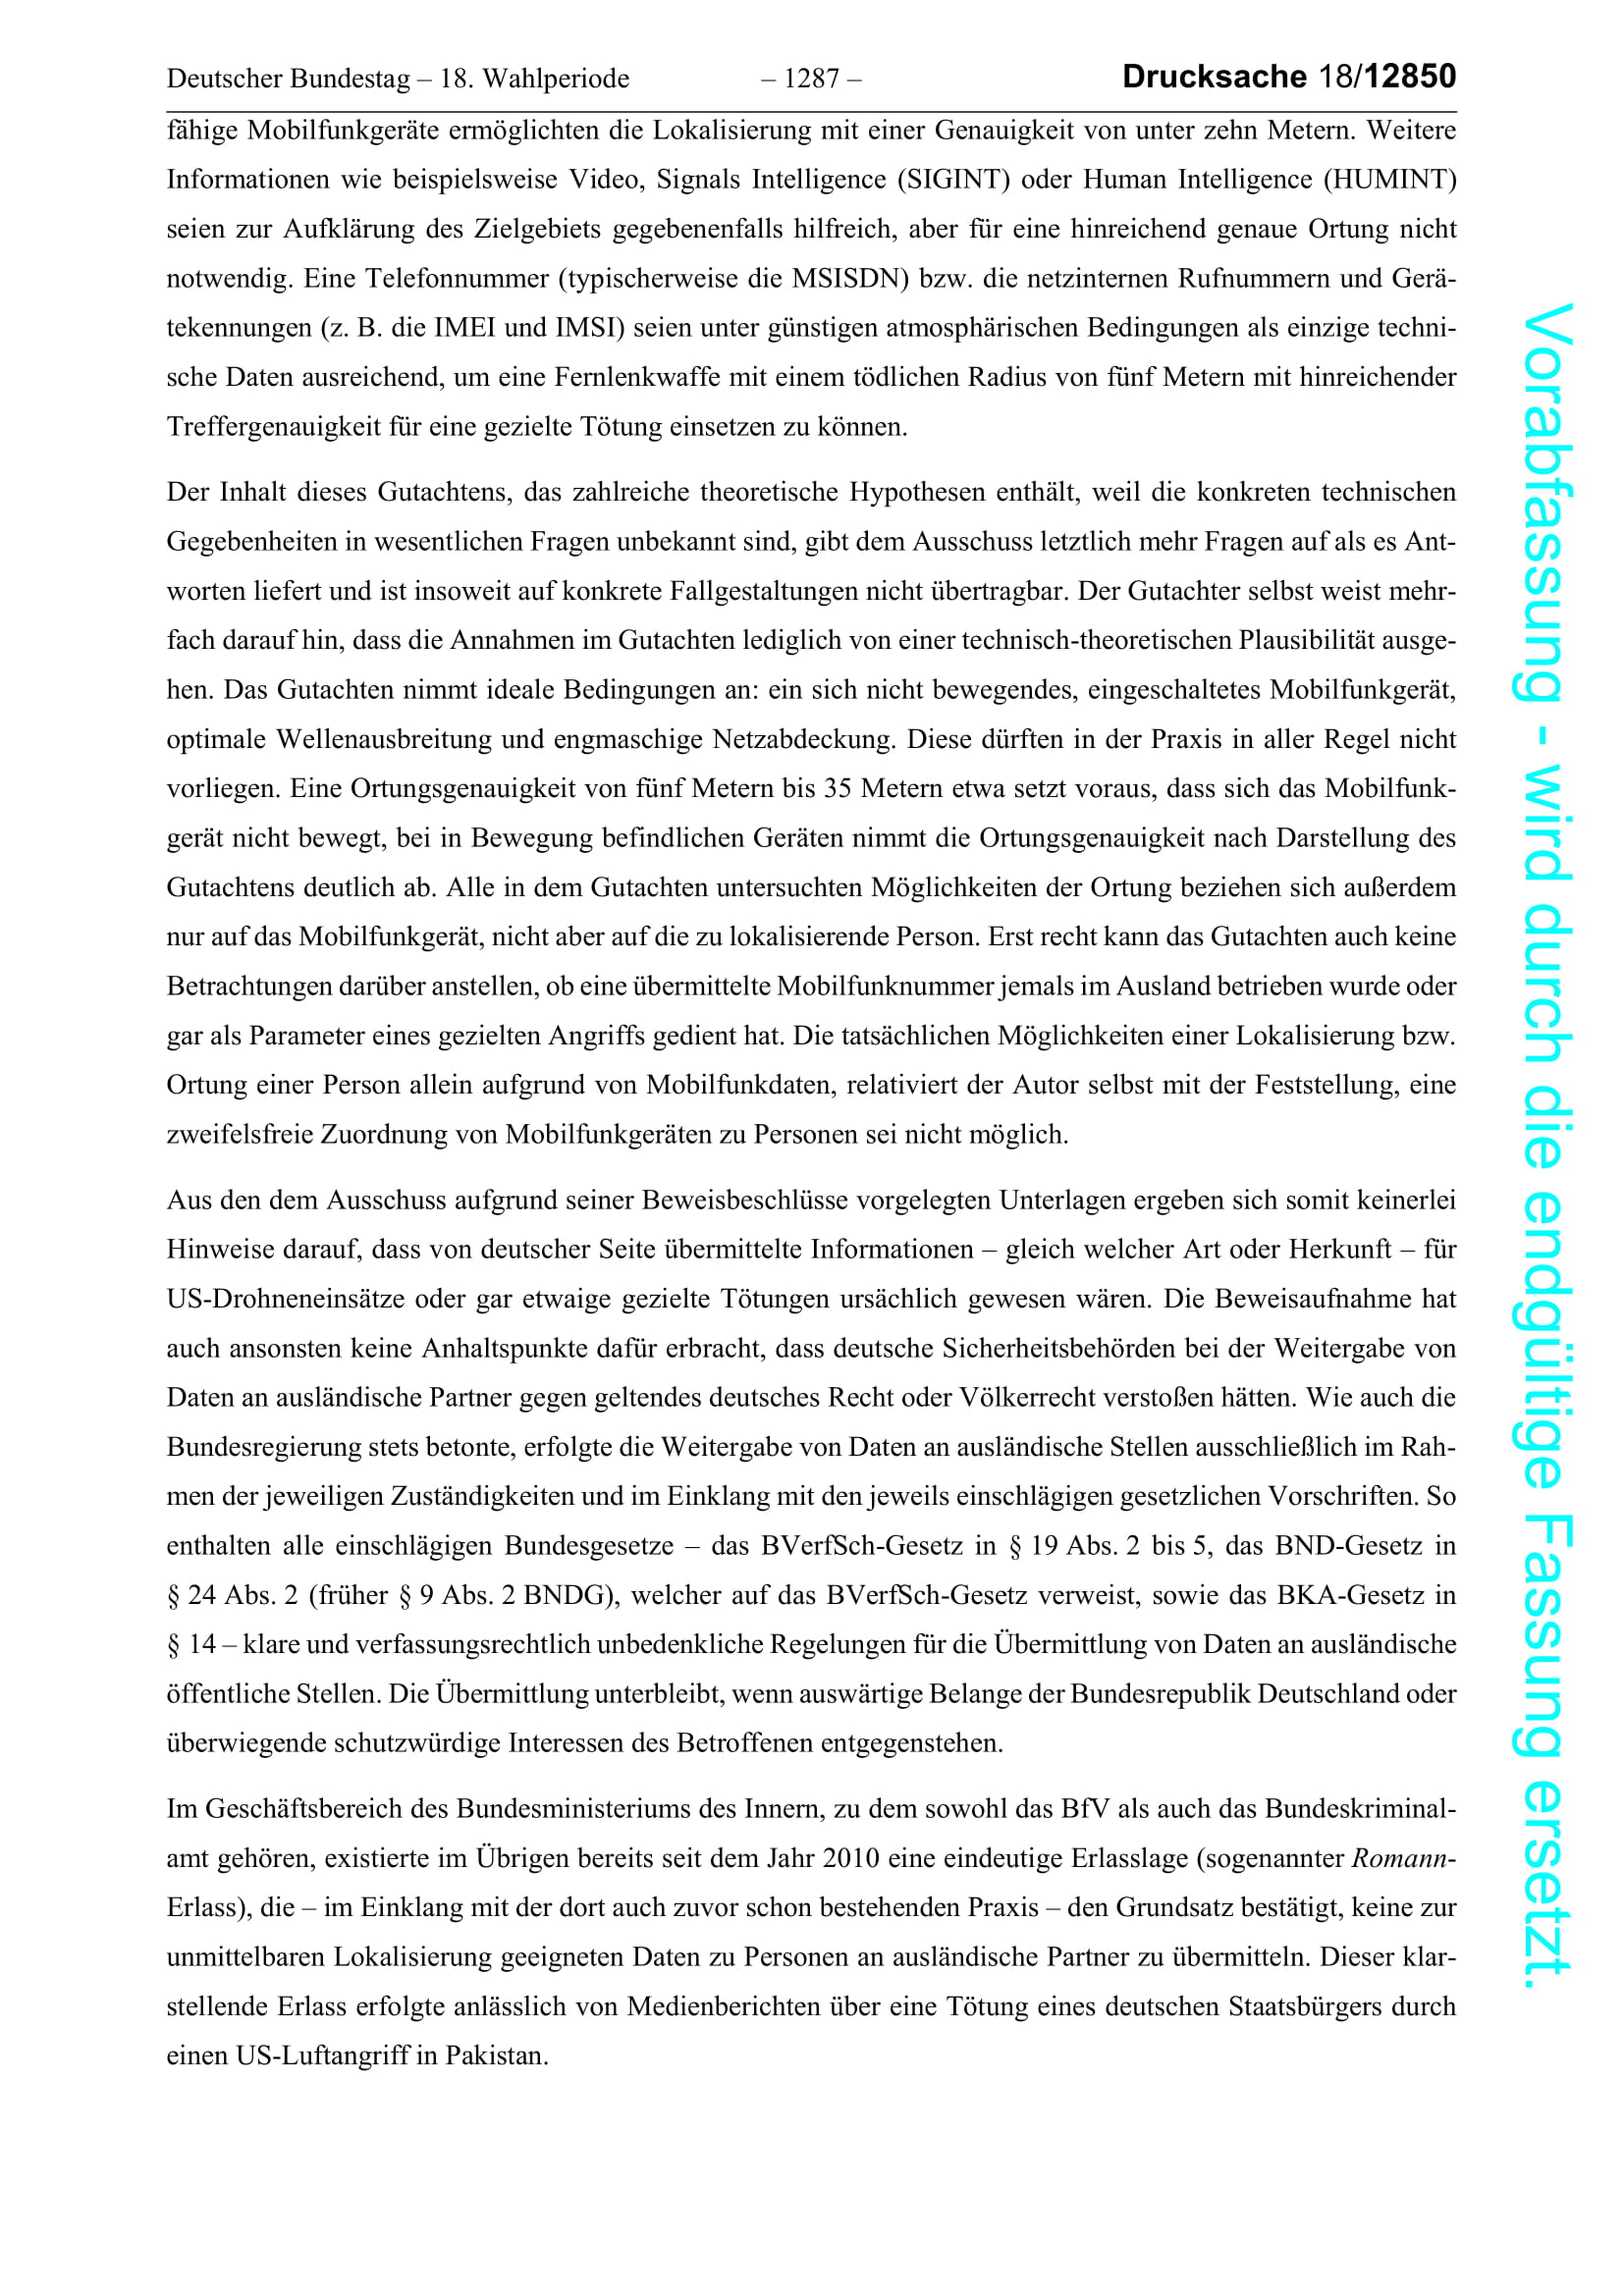 Deutscher Bundestag – 18. Wahlperiode – 1287 – Drucksache 18/12850
fähige Mobilfunkgeräte ermöglichten die Lokalisierung mit einer Genauigkeit von unter zehn Metern. Weitere
Informationen wie beispielsweise Video, Signals Intelligence (SIGINT) oder Human Intelligence (HUMINT)
seien zur Aufklärung des Zielgebiets gegebenenfalls hilfreich, aber für eine hinreichend genaue Ortung nicht
notwendig. Eine Telefonnummer (typischerweise die MSISDN) bzw. die netzinternen Rufnummern und Gerä-
tekennungen (z. B. die IMEI und IMSI) seien unter günstigen atmosphärischen Bedingungen als einzige techni-
sche Daten ausreichend, um eine Fernlenkwaffe mit einem tödlichen Radius von fünf Metern mit hinreichender
Treffergenauigkeit für eine gezielte Tötung einsetzen zu können.
Der Inhalt dieses Gutachtens, das zahlreiche theoretische Hypothesen enthält, weil die konkreten technischen
Gegebenheiten in wesentlichen Fragen unbekannt sind, gibt dem Ausschuss letztlich mehr Fragen auf als es Ant-
worten liefert und ist insoweit auf konkrete Fallgestaltungen nicht übertragbar. Der Gutachter selbst weist mehr-
fach darauf hin, dass die Annahmen im Gutachten lediglich von einer technisch-theoretischen Plausibilität ausge-
hen. Das Gutachten nimmt ideale Bedingungen an: ein sich nicht bewegendes, eingeschaltetes Mobilfunkgerät,
optimale Wellenausbreitung und engmaschige Netzabdeckung. Diese dürften in der Praxis in aller Regel nicht
vorliegen. Eine Ortungsgenauigkeit von fünf Metern bis 35 Metern etwa setzt voraus, dass sich das Mobilfunk-
gerät nicht bewegt, bei in Bewegung befindlichen Geräten nimmt die Ortungsgenauigkeit nach Darstellung des
Gutachtens deutlich ab. Alle in dem Gutachten untersuchten Möglichkeiten der Ortung beziehen sich außerdem
nur auf das Mobilfunkgerät, nicht aber auf die zu lokalisierende Person. Erst recht kann das Gutachten auch keine
Betrachtungen darüber anstellen, ob eine übermittelte Mobilfunknummer jemals im Ausland betrieben wurde oder
gar als Parameter eines gezielten Angriffs gedient hat. Die tatsächlichen Möglichkeiten einer Lokalisierung bzw.
Ortung einer Person allein aufgrund von Mobilfunkdaten, relativiert der Autor selbst mit der Feststellung, eine
zweifelsfreie Zuordnung von Mobilfunkgeräten zu Personen sei nicht möglich.
Aus den dem Ausschuss aufgrund seiner Beweisbeschlüsse vorgelegten Unterlagen ergeben sich somit keinerlei
Hinweise darauf, dass von deutscher Seite übermittelte Informationen – gleich welcher Art oder Herkunft – für
US-Drohneneinsätze oder gar etwaige gezielte Tötungen ursächlich gewesen wären. Die Beweisaufnahme hat
auch ansonsten keine Anhaltspunkte dafür erbracht, dass deutsche Sicherheitsbehörden bei der Weitergabe von
Daten an ausländische Partner gegen geltendes deutsches Recht oder Völkerrecht verstoßen hätten. Wie auch die
Bundesregierung stets betonte, erfolgte die Weitergabe von Daten an ausländische Stellen ausschließlich im Rah-
men der jeweiligen Zuständigkeiten und im Einklang mit den jeweils einschlägigen gesetzlichen Vorschriften. So
enthalten alle einschlägigen Bundesgesetze – das BVerfSch-Gesetz in § 19 Abs. 2 bis 5, das BND-Gesetz in
§ 24 Abs. 2 (früher § 9 Abs. 2 BNDG), welcher auf das BVerfSch-Gesetz verweist, sowie das BKA-Gesetz in
§ 14 – klare und verfassungsrechtlich unbedenkliche Regelungen für die Übermittlung von Daten an ausländische
öffentliche Stellen. Die Übermittlung unterbleibt, wenn auswärtige Belange der Bundesrepublik Deutschland oder
überwiegende schutzwürdige Interessen des Betroffenen entgegenstehen.
Im Geschäftsbereich des Bundesministeriums des Innern, zu dem sowohl das BfV als auch das Bundeskriminal-
amt gehören, existierte im Übrigen bereits seit dem Jahr 2010 eine eindeutige Erlasslage (sogenannter Romann-
Erlass), die – im Einklang mit der dort auch zuvor schon bestehenden Praxis – den Grundsatz bestätigt, keine zur
unmittelbaren Lokalisierung geeigneten Daten zu Personen an ausländische Partner zu übermitteln. Dieser klar-
stellende Erlass erfolgte anlässlich von Medienberichten über eine Tötung eines deutschen Staatsbürgers durch
einen US-Luftangriff in Pakistan.
Vorabfassung - wird durch die endgültige Fassung ersetzt.